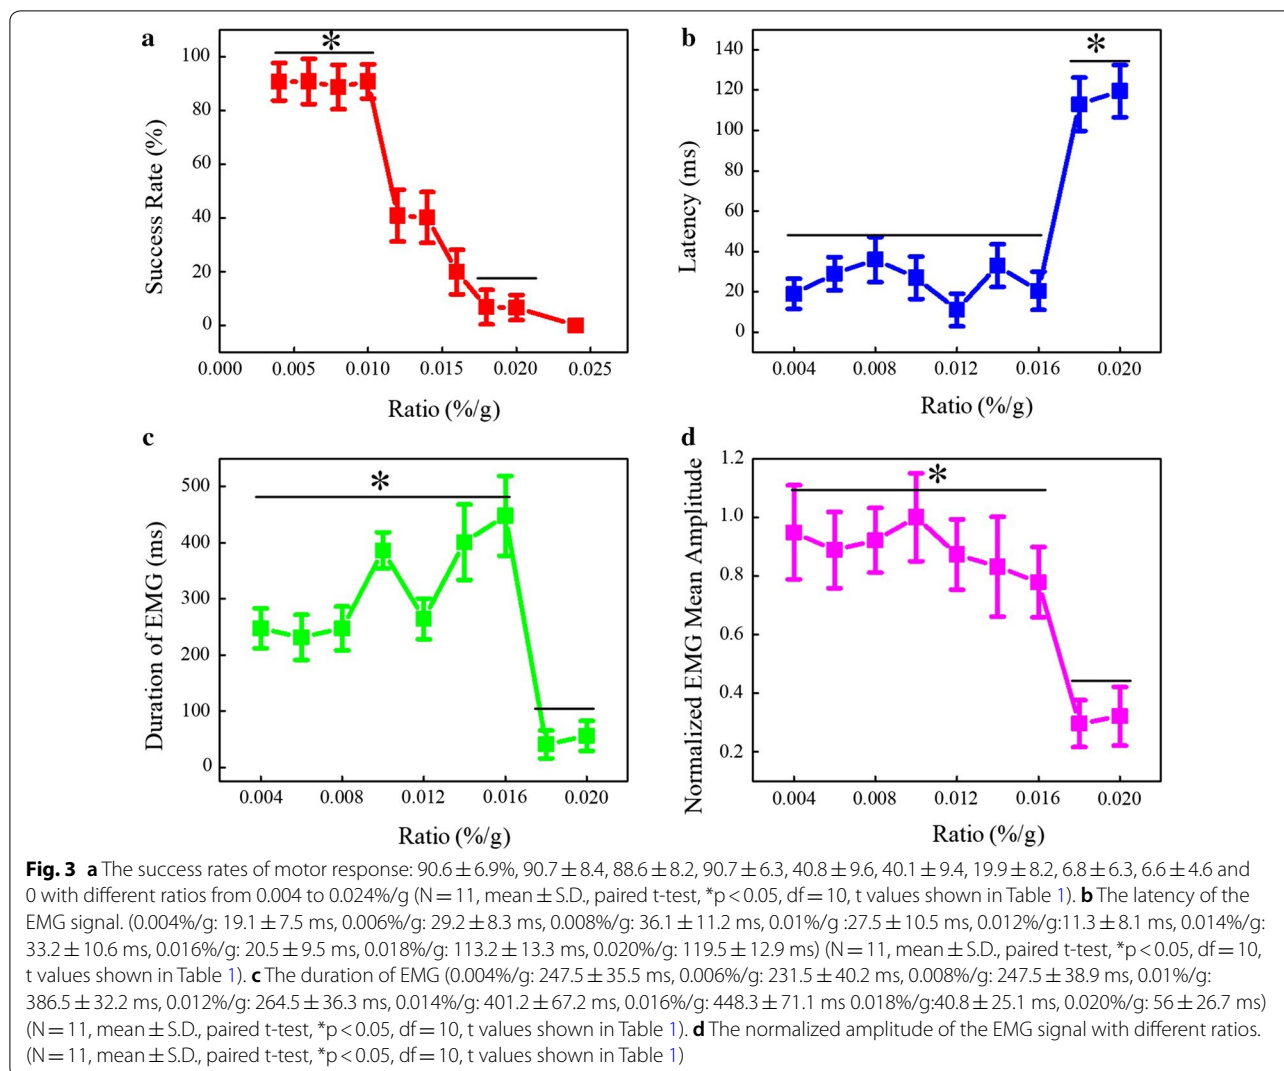 a
*
100
80
60
40
20
0
Success Rate (%)
0.000 0.005 0.010 0.015 0.020 0.025
Ratio (%/g)
b
*
140
120
100
80
60
40
20
0
Latency (ms)
0.004 0.008 0.012 0.016 0.020
Ratio (%/g)
c
*
500
400
300
200
100
0
Duration of EMG (ms)
0.004 0.008 0.012 0.016 0.020
Ratio (%/g)
d
*
1.2
1.0
0.8
0.6
0.4
0.2
Normalized EMG Mean Amplitude
0.004 0.008 0.012 0.016 0.020
Ratio (%/g)
Fig. 3 a The success rates of motor response: 90.6 ± 6.9%, 90.7 ± 8.4, 88.6 ± 8.2, 90.7 ± 6.3, 40.8 ± 9.6, 40.1 ± 9.4, 19.9 ± 8.2, 6.8 ± 6.3, 6.6 ± 4.6 and
0 with different ratios from 0.004 to 0.024%/g (N = 11, mean ± S.D., paired t-test, *p < 0.05, df = 10, t values shown in Table 1). b The latency of the
EMG signal. (0.004%/g: 19.1 ± 7.5 ms, 0.006%/g: 29.2 ± 8.3 ms, 0.008%/g: 36.1 ± 11.2 ms, 0.01%/g :27.5 ± 10.5 ms, 0.012%/g:11.3 ± 8.1 ms, 0.014%/g:
33.2 ± 10.6 ms, 0.016%/g: 20.5 ± 9.5 ms, 0.018%/g: 113.2 ± 13.3 ms, 0.020%/g: 119.5 ± 12.9 ms) (N = 11, mean ± S.D., paired t-test, *p < 0.05, df = 10,
t values shown in Table 1). c The duration of EMG (0.004%/g: 247.5 ± 35.5 ms, 0.006%/g: 231.5 ± 40.2 ms, 0.008%/g: 247.5 ± 38.9 ms, 0.01%/g:
386.5 ± 32.2 ms, 0.012%/g: 264.5 ± 36.3 ms, 0.014%/g: 401.2 ± 67.2 ms, 0.016%/g: 448.3 ± 71.1 ms 0.018%/g:40.8 ± 25.1 ms, 0.020%/g: 56 ± 26.7 ms)
(N = 11, mean ± S.D., paired t-test, *p < 0.05, df = 10, t values shown in Table 1). d The normalized amplitude of the EMG signal with different ratios.
(N = 11, mean ± S.D., paired t-test, *p < 0.05, df = 10, t values shown in Table 1)